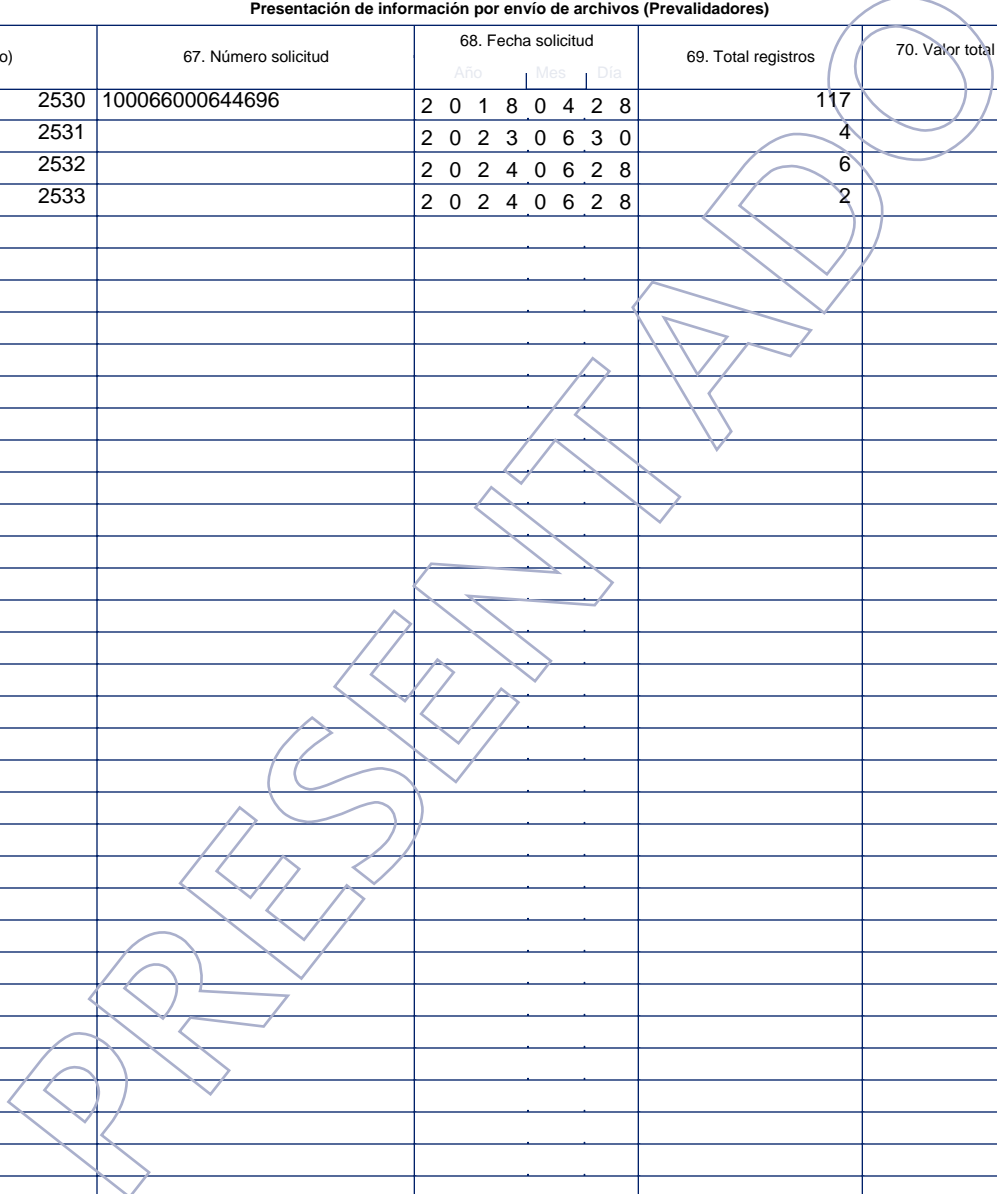 Presentación de información por envío de archivos (Prevalidadores)
o) 67. Número solicitud 68. Fecha solicitud 69. Total registros 70. Valor total
Año Mes Día
2530 100066000644696 2 0 1 8 0 4 2 8 117
2531 2 0 2 3 0 6 3 0 4
2532 2 0 2 4 0 6 2 8 6
2533 2 0 2 4 0 6 2 8 2
PRESENTADO